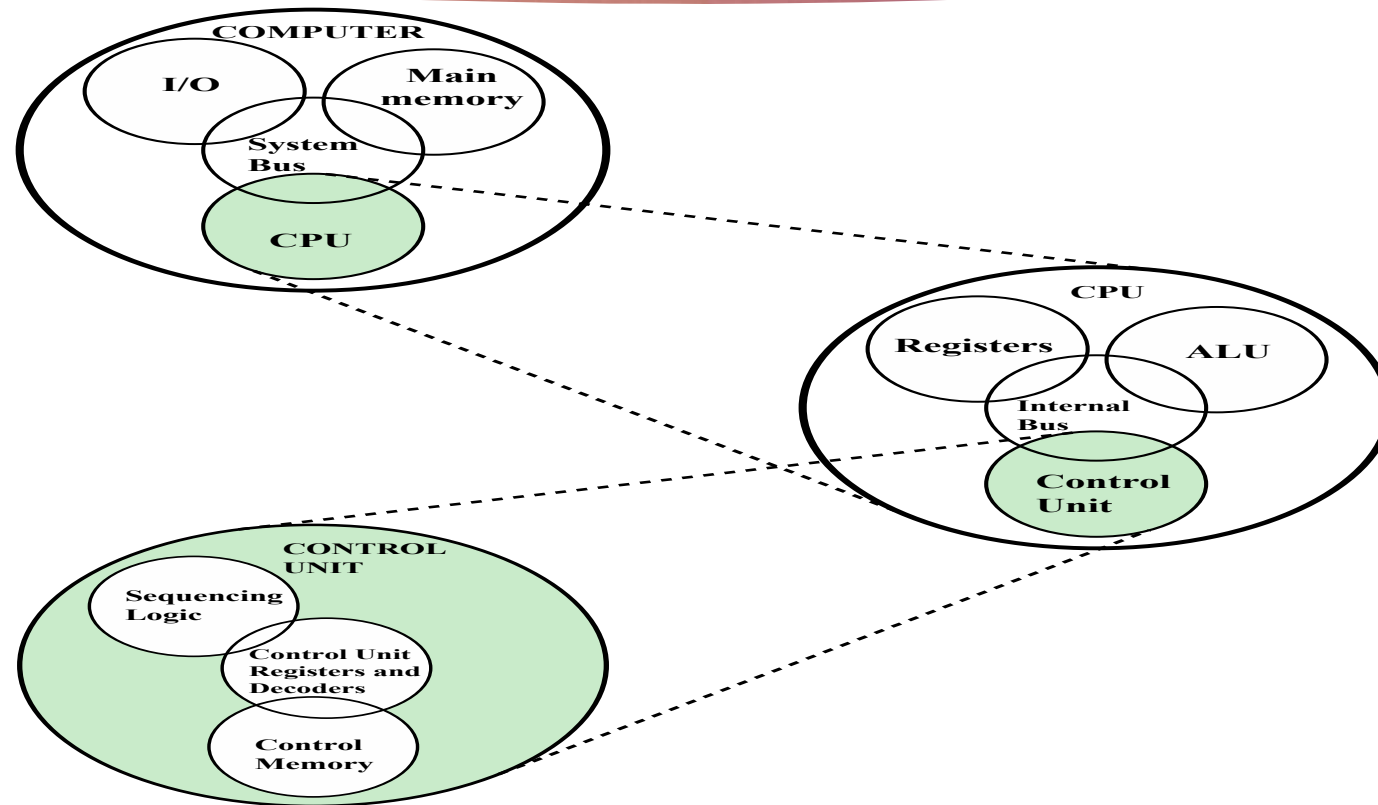 COMPUTER
I/O
Main
memory
System
Bus
CPU
CPU
Registers
ALU
Internal
Bus
Control
Unit
CONTROL
UNIT
Sequencing
Logic
Control Unit
Registers and
Decoders
Control
Memory